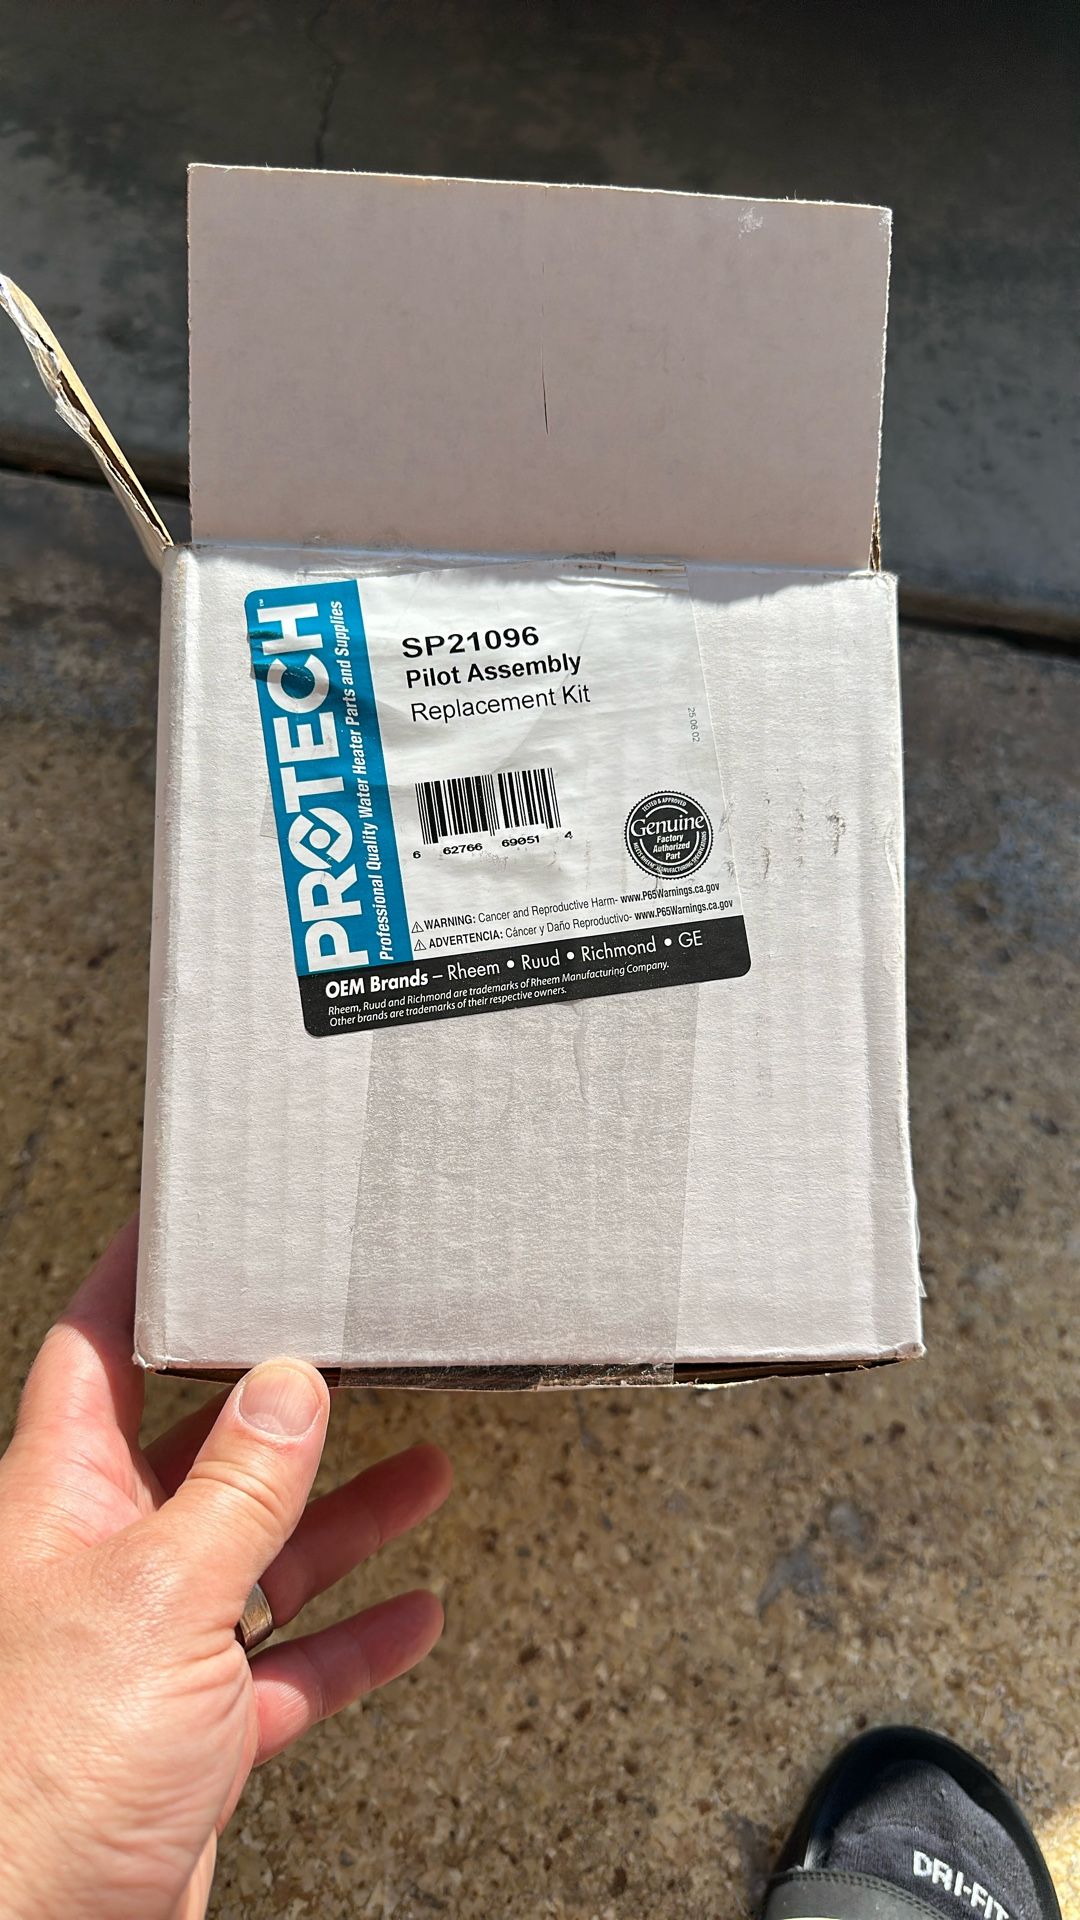 PROTECH™
Professional Quality Water Heater Parts and Supplies
SP21096
Pilot Assembly
Replacement Kit
25 06 02
6 62766 69051 4
TESTED & APPROVED
Genuine
Factory
Authorized
Part
⚠ WARNING: Cancer and Reproductive Harm- www.P65Warnings.ca.gov
⚠ ADVERTENCIA: Cáncer y Daño Reproductivo- www.P65Warnings.ca.gov
OEM Brands – Rheem • Ruud • Richmond • GE
Rheem, Ruud and Richmond are trademarks of Rheem Manufacturing Company.
Other brands are trademarks of their respective owners.
DRI-FIT